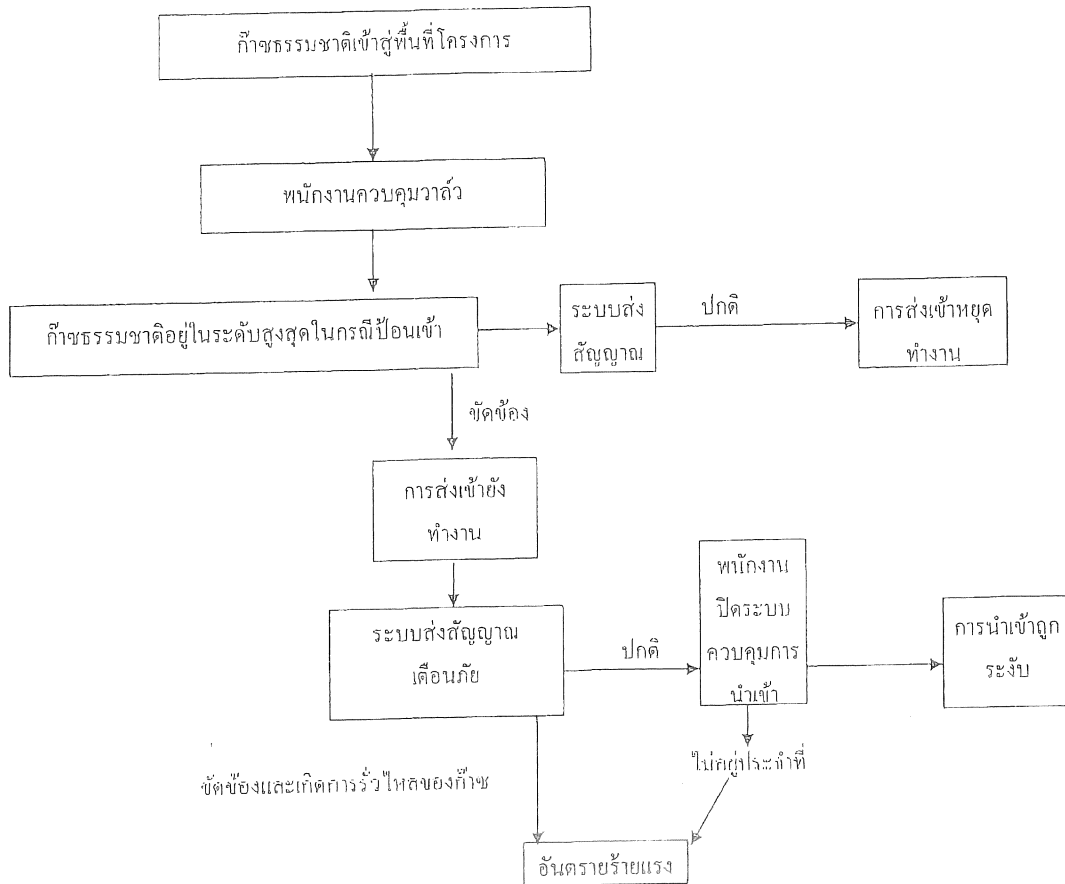 ก๊าซธรรมชาติเข้าสู่พื้นที่โครงการ
พนักงานควบคุมวาล์ว
ก๊าซธรรมชาติอยู่ในระดับสูงสุดในกรณีป้อนเข้า
ระบบส่ง
สัญญาณ
ปกติ
การส่งเข้าหยุด
ทำงาน
ขัดข้อง
การส่งเข้ายัง
ทำงาน
ระบบส่งสัญญาณ
เตือนภัย
ปกติ
พนักงาน
ปิดระบบ
ควบคุมการ
นำเข้า
การนำเข้าถูก
ระงับ
ขัดข้องและเกิดการรั่วไหลของก๊าซ
ไม่อยู่ประจำที่
อันตรายร้ายแรง